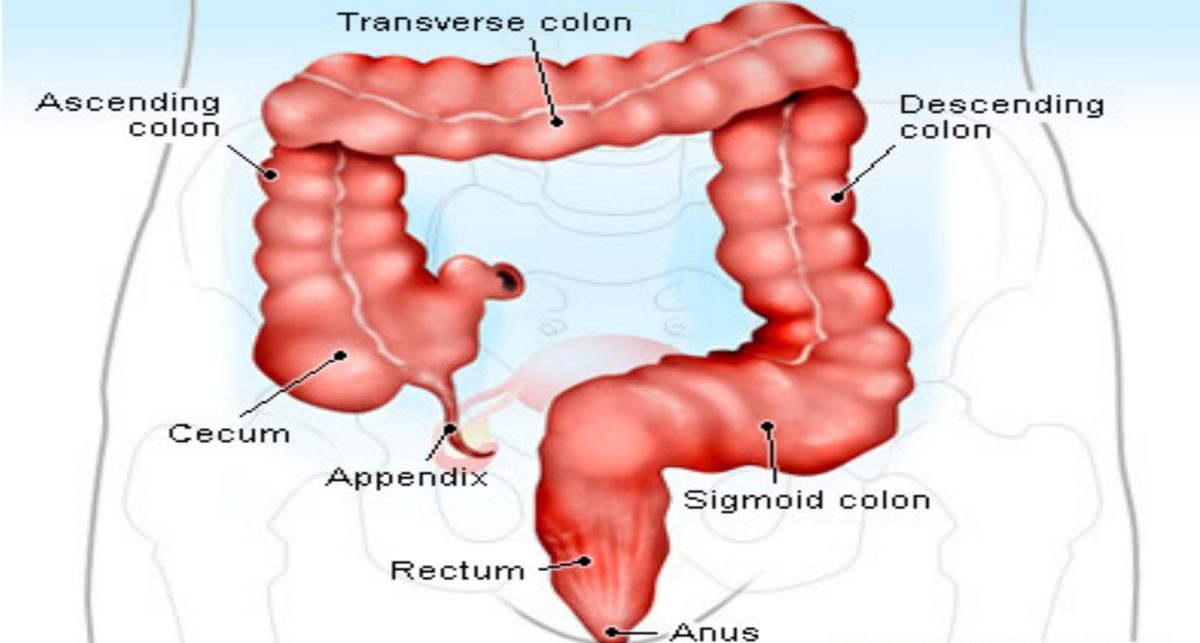 Transverse colon
Ascending
colon
Descending
colon
Cecum
Appendix
Sigmoid colon
Rectum
Anus